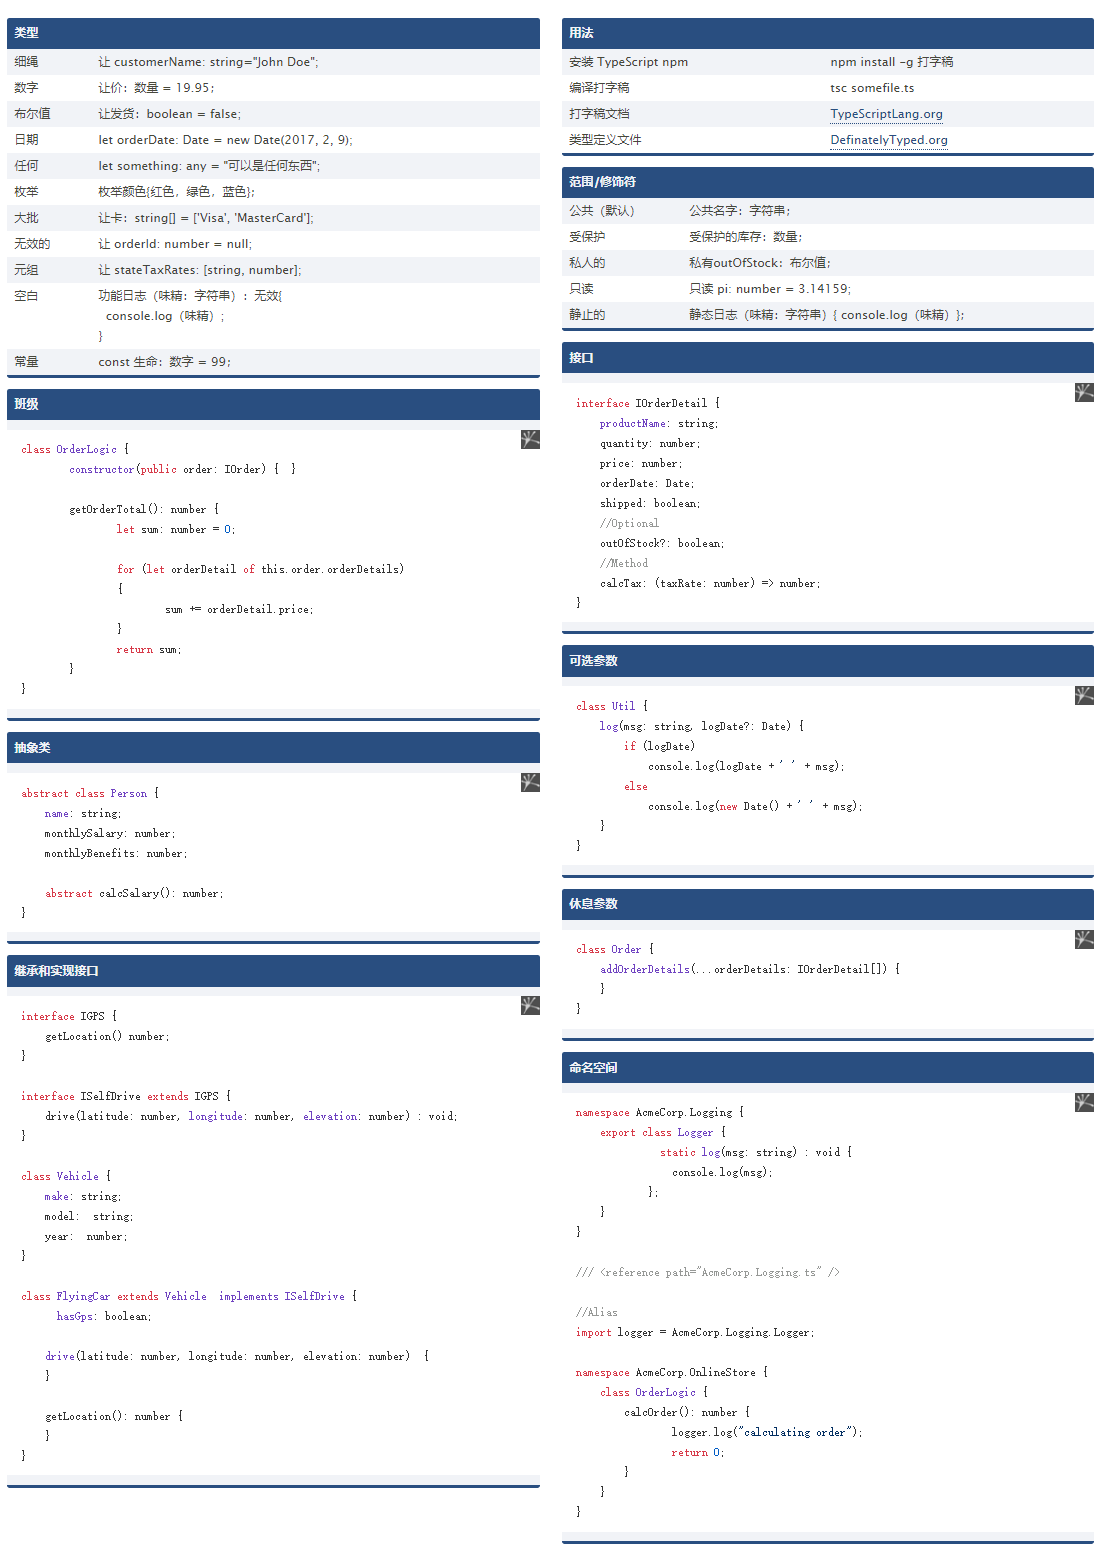 类型
细绳 让 customerName: string="John Doe";
数字 让价：数量 = 19.95；
布尔值 让发货：boolean = false；
日期 let orderDate: Date = new Date(2017, 2, 9);
任何 let something: any = "可以是任何东西";
枚举 枚举颜色{红色，绿色，蓝色};
大批 让卡：string[] = ['Visa', 'MasterCard'];
无效的 让 orderId: number = null;
元组 让 stateTaxRates: [string, number];
空白 功能日志（味精：字符串）：无效{
console.log（味精）;
}
常量 const 生命：数字 = 99；
班级
class OrderLogic {
constructor(public order: IOrder) { }
getOrderTotal(): number {
let sum: number = 0;
for (let orderDetail of this.order.orderDetails)
{
sum += orderDetail.price;
}
return sum;
}
}
抽象类
abstract class Person {
name: string;
monthlySalary: number;
monthlyBenefits: number;
abstract calcSalary(): number;
}
继承和实现接口
interface IGPS {
getLocation() number;
}
interface ISelfDrive extends IGPS {
drive(latitude: number, longitude: number, elevation: number) : void;
}
class Vehicle {
make: string;
model:  string;
year:  number;
}
class FlyingCar extends Vehicle  implements ISelfDrive {
hasGps: boolean;
drive(latitude: number, longitude: number, elevation: number)  {
}
getLocation(): number {
}
}
用法
安装 TypeScript npm npm install -g 打字稿
编译打字稿 tsc somefile.ts
打字稿文档 TypeScriptLang.org
类型定义文件 DefinatelyTyped.org
范围/修饰符
公共（默认） 公共名字：字符串；
受保护 受保护的库存：数量；
私人的 私有outOfStock：布尔值；
只读 只读 pi: number = 3.14159;
静止的 静态日志（味精：字符串）{ console.log（味精）};
接口
interface IOrderDetail {
productName: string;
quantity: number;
price: number;
orderDate: Date;
shipped: boolean;
//Optional
outOfStock?: boolean;
//Method
calcTax: (taxRate: number) => number;
}
可选参数
class Util {
log(msg: string, logDate?: Date) {
if (logDate)
console.log(logDate + ' ' + msg);
else
console.log(new Date() + ' ' + msg);
}
}
休息参数
class Order {
addOrderDetails(...orderDetails: IOrderDetail[]) {
}
}
命名空间
namespace AcmeCorp.Logging {
export class Logger {
static log(msg: string) : void {
console.log(msg);
};
}
}
/// <reference path="AcmeCorp.Logging.ts" />
//Alias
import logger = AcmeCorp.Logging.Logger;
namespace AcmeCorp.OnlineStore {
class OrderLogic {
calcOrder(): number {
logger.log("calculating order");
return 0;
}
}
}